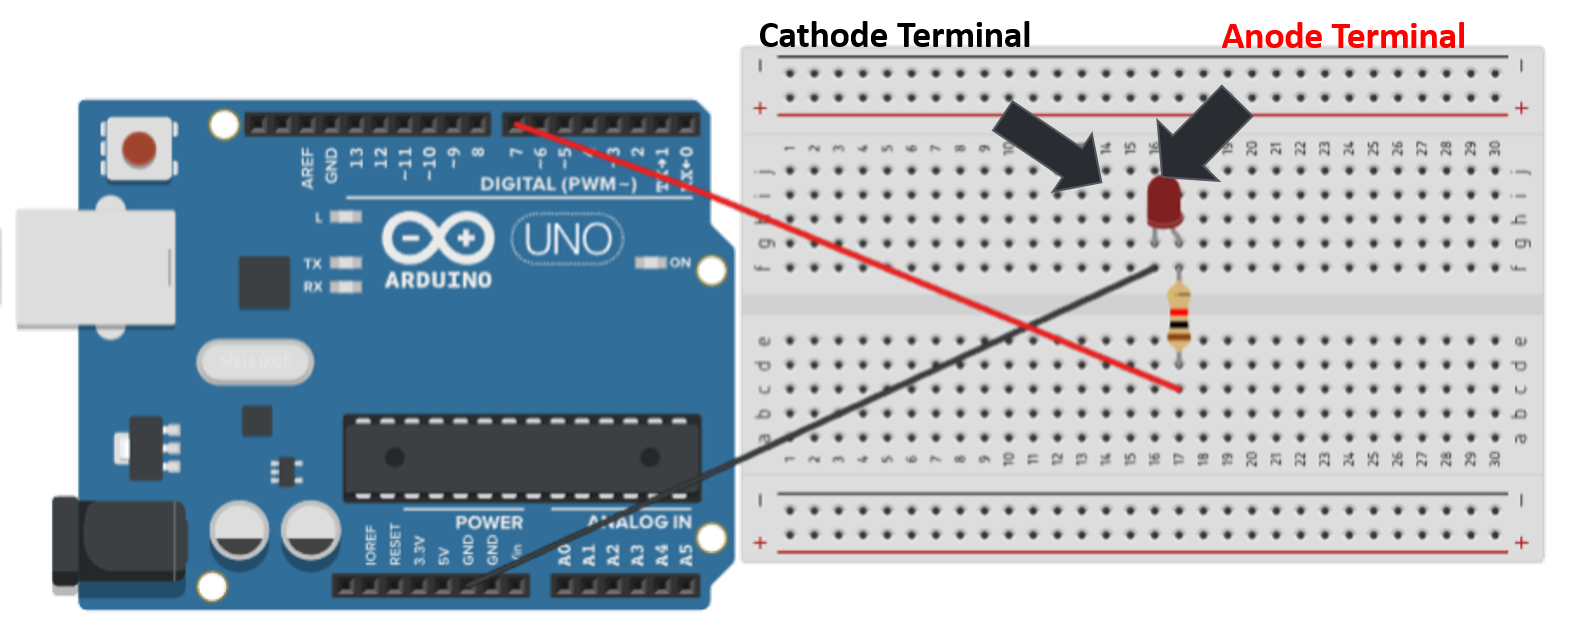 Cathode Terminal
Anode Terminal
− −
+ +
1 2 3 4 5 6 7 8 9 10 14 15 16 19 20 21 22 23 24 25 26 27 28 29 30
j j
i i
h h
g g
f f
e e
d d
c c
b b
a a
1 2 3 4 5 6 7 8 9 10 11 12 13 14 15 16 17 18 19 20 21 22 23 24 25 26 27 28 29 30
− −
+ +
AREF GND 13 12 ~11 ~10 ~9 8 7 ~6 ~5 4 ~3 2 TX→1 RX←0
DIGITAL (PWM~)
L
UNO
TX
RX
ARDUINO
ON
SPK16.000G
POWER
ANALOG IN
IOREF RESET 3.3V 5V GND GND Vin A0 A1 A2 A3 A4 A5